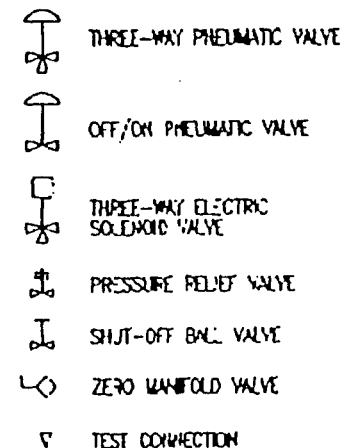 THREE-WAY PNEUMATIC VALVE
OFF/ON PNEUMATIC VALVE
THREE-WAY ELECTRIC
SOLENOID VALVE
PRESSURE RELIEF VALVE
SHUT-OFF BALL VALVE
ZERO MANIFOLD VALVE
TEST CONNECTION